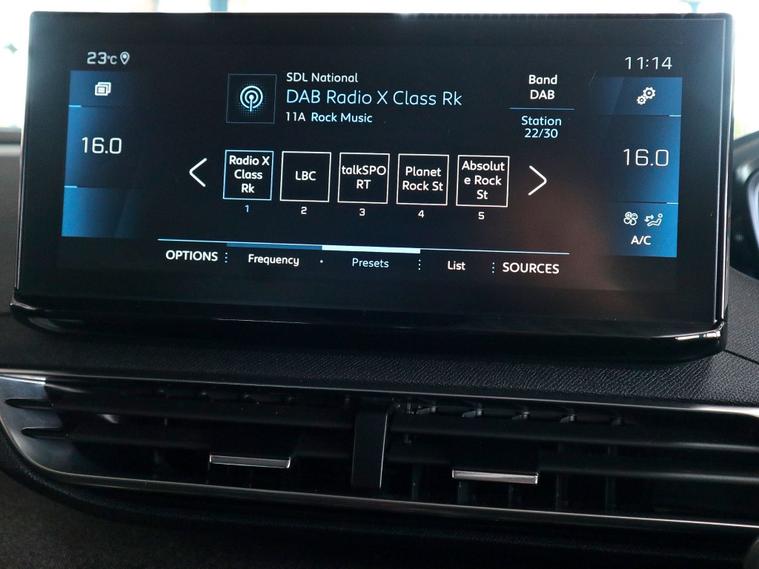 23°C
11:14
SDL National
DAB Radio X Class Rk
11A Rock Music
Band
DAB
Station
22/30
16.0
16.0
Radio X
Class
Rk
LBC
talkSPO
RT
Planet
Rock St
Absolut
e Rock
St
1
2
3
4
5
A/C
OPTIONS
Frequency
Presets
List
SOURCES